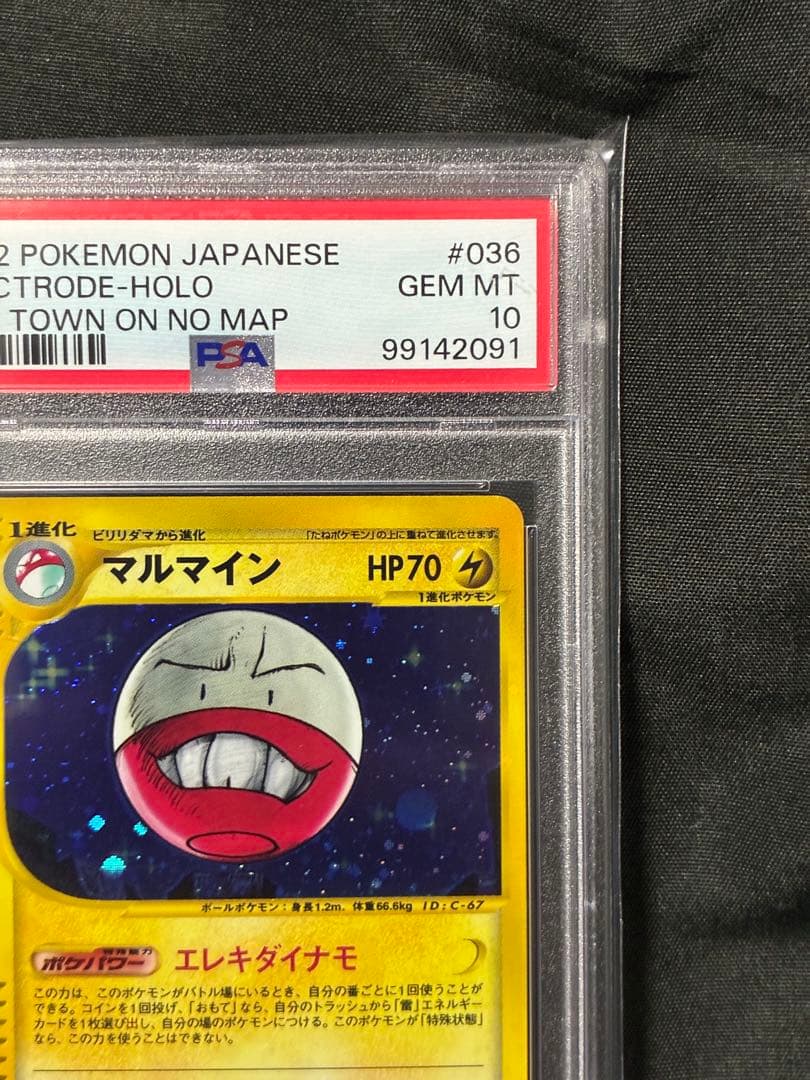 2 POKEMON JAPANESE #036
CTRODE-HOLO GEM MT
TOWN ON NO MAP 10
PSA 99142091
1進化 ビリリダマから進化 「たねポケモン」の上に重ねて進化させます
マルマイン HP70
1進化ポケモン
ボールポケモン：身長1.2m. 体重66.6kg ID:C-67
特殊能力
ポケパワー エレキダイナモ
この力は、このポケモンがバトル場にいるとき、自分の番ごとに1回使うことが
できる。コインを1回投げ、「おもて」なら、自分のトラッシュから「雷」エネルギー
カードを1枚選び出し、自分の場のポケモンにつける。このポケモンが「特殊状態」
なら、この力を使うことはできない。